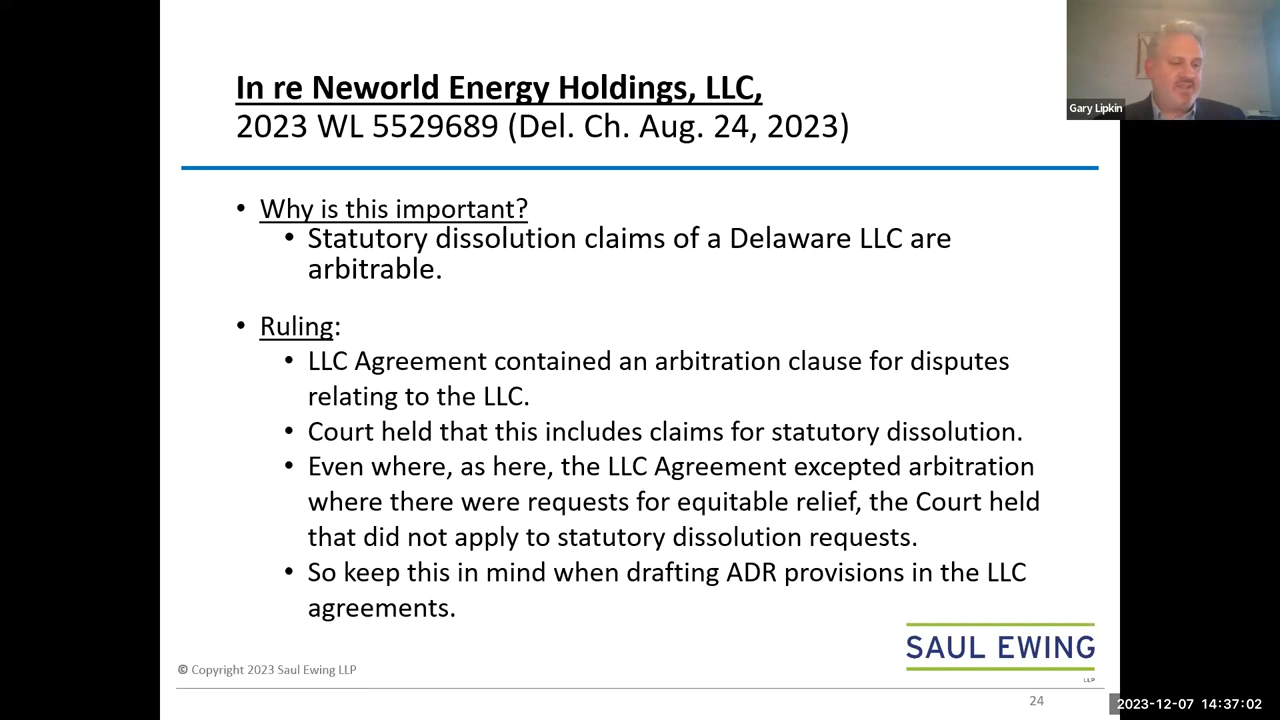 In re Neworld Energy Holdings, LLC,
2023 WL 5529689 (Del. Ch. Aug. 24, 2023)
Gary Lipkin
• Why is this important?
• Statutory dissolution claims of a Delaware LLC are
arbitrable.
• Ruling:
• LLC Agreement contained an arbitration clause for disputes
relating to the LLC.
• Court held that this includes claims for statutory dissolution.
• Even where, as here, the LLC Agreement excepted arbitration
where there were requests for equitable relief, the Court held
that did not apply to statutory dissolution requests.
• So keep this in mind when drafting ADR provisions in the LLC
agreements.
SAUL EWING
LLP
© Copyright 2023 Saul Ewing LLP
24
2023-12-07 14:37:02